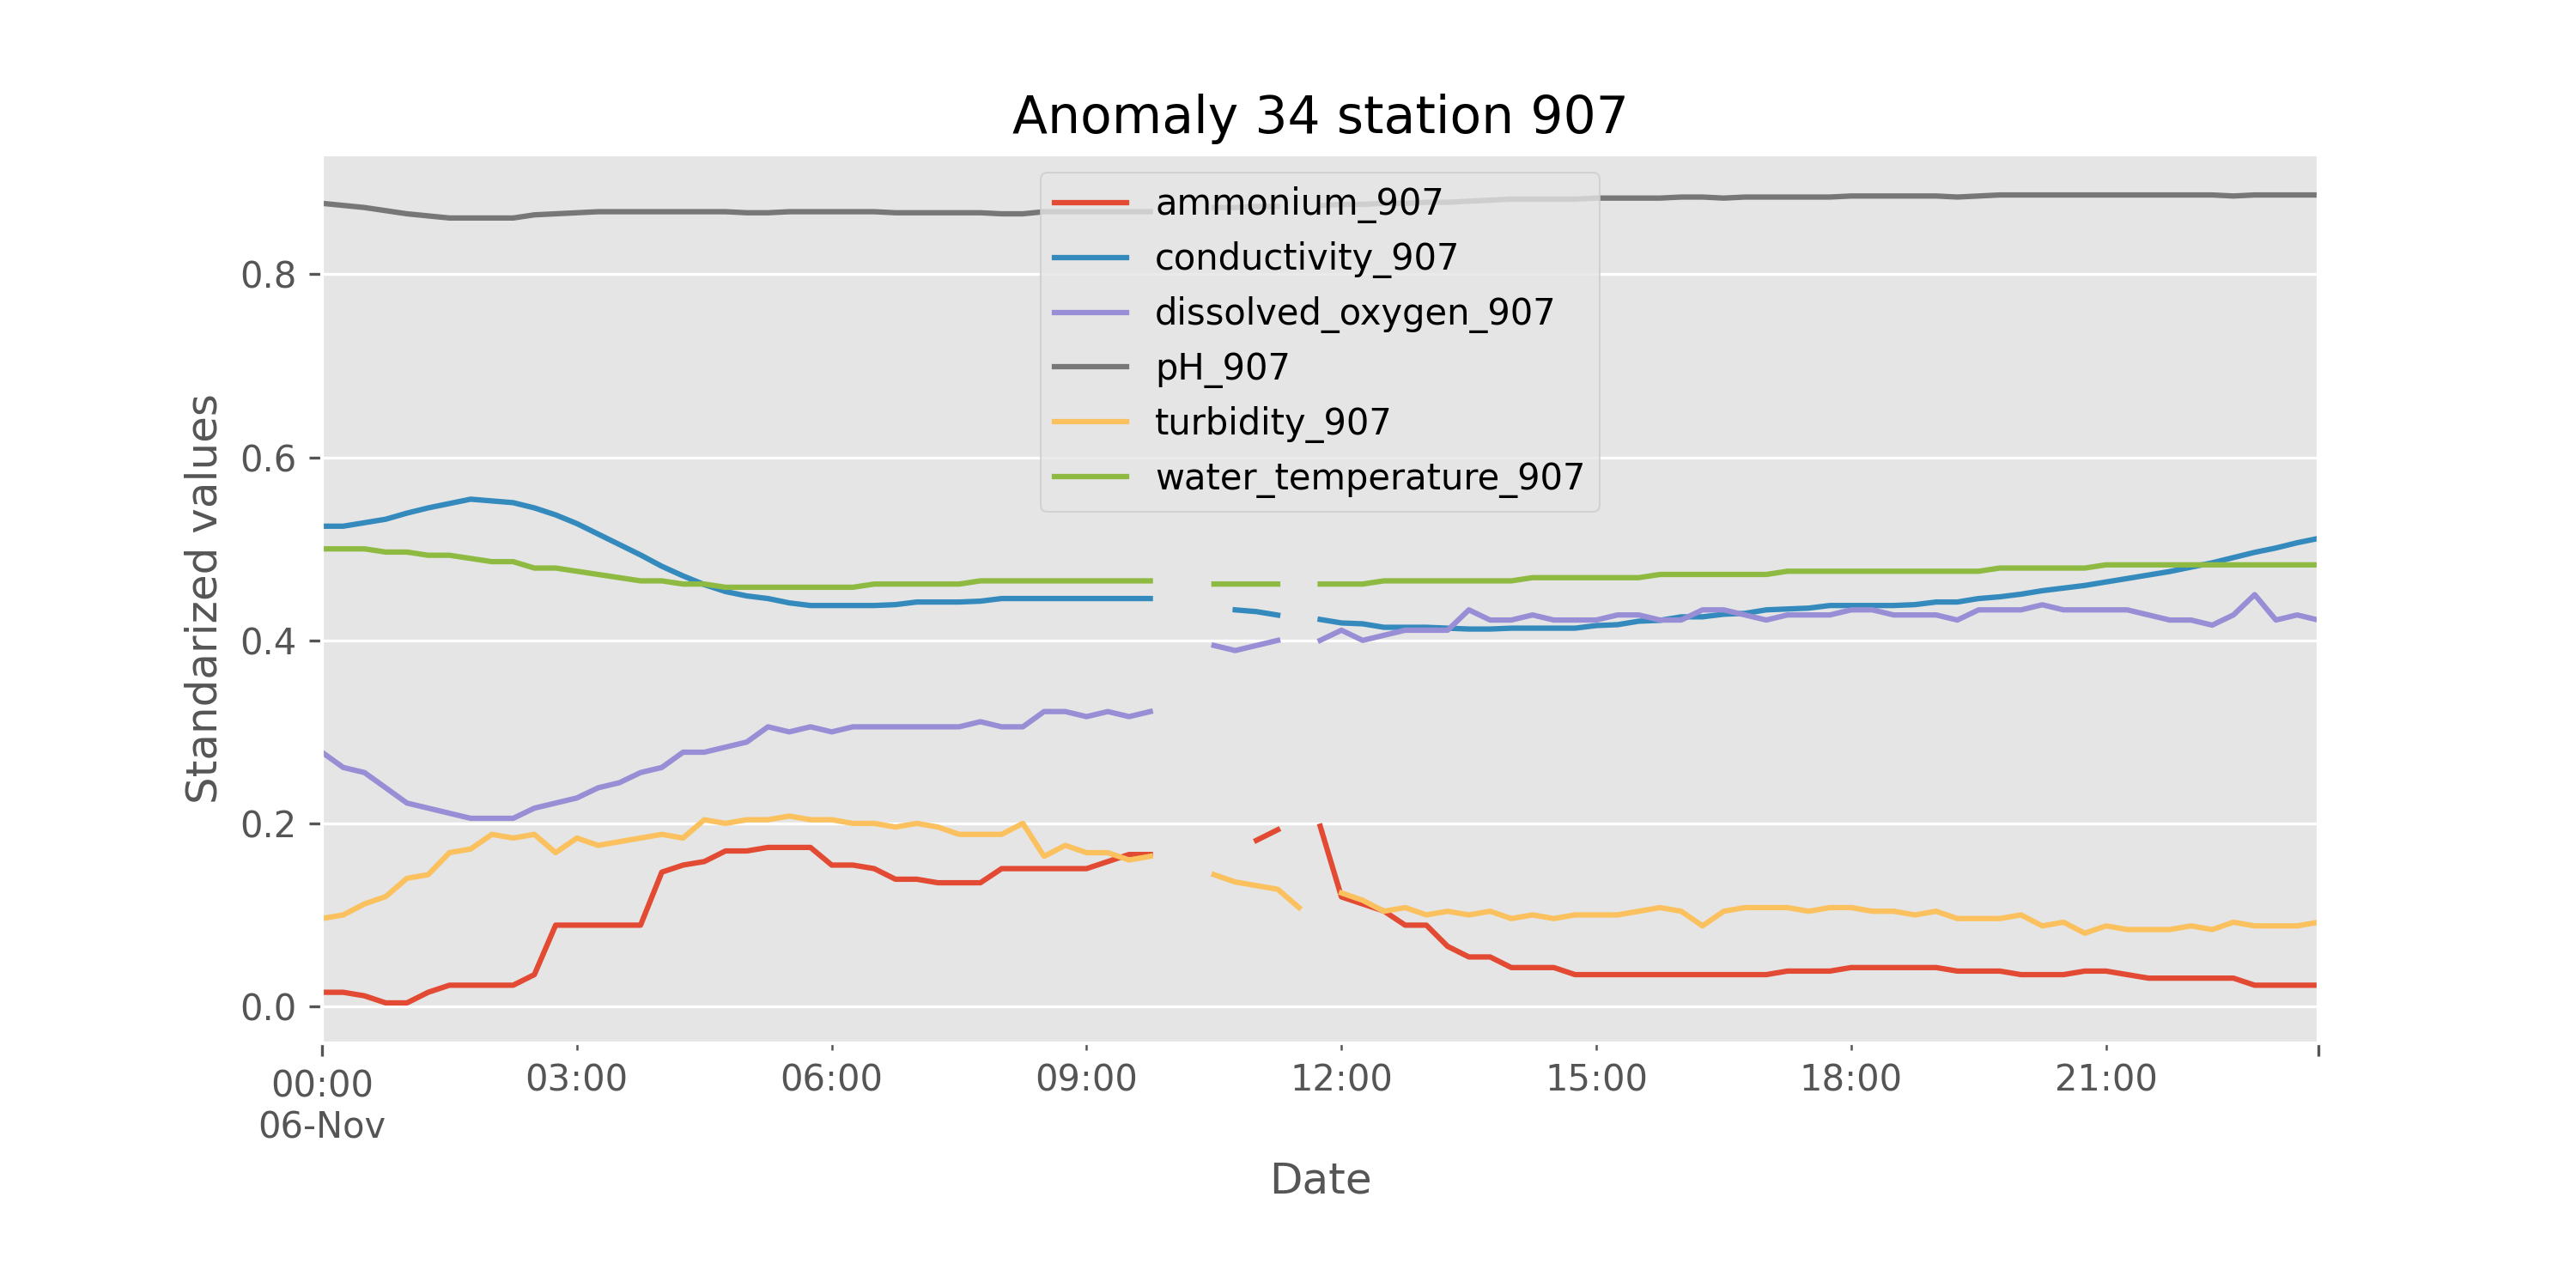 Anomaly 34 station 907
ammonium_907
conductivity_907
dissolved_oxygen_907
pH_907
turbidity_907
water_temperature_907
Standarized values
0.8
0.6
0.4
0.2
0.0
00:00 03:00 06:00 09:00 12:00 15:00 18:00 21:00
06-Nov
Date